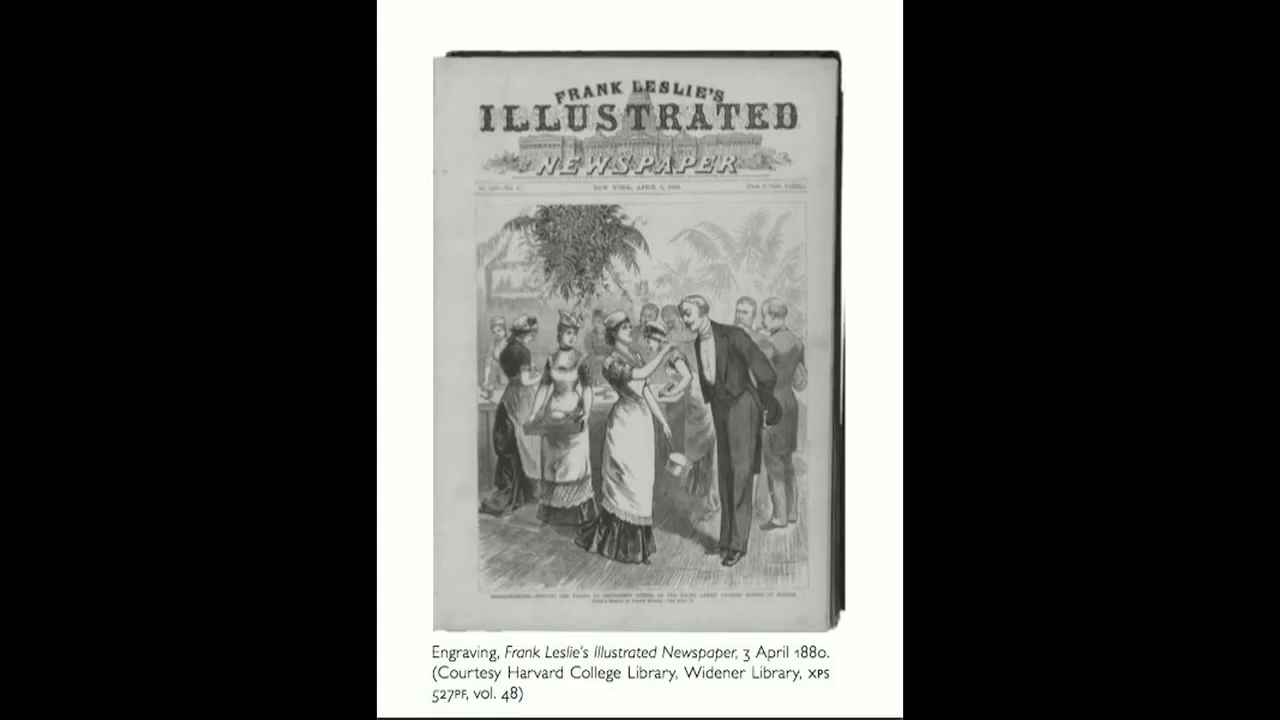 FRANK LESLIE'S
ILLUSTRATED
NEWSPAPER
NEW YORK, APRIL 3, 1880.
Engraving, Frank Leslie's Illustrated Newspaper, 3 April 1880.
(Courtesy Harvard College Library, Widener Library, XPS
527PF, vol. 48)